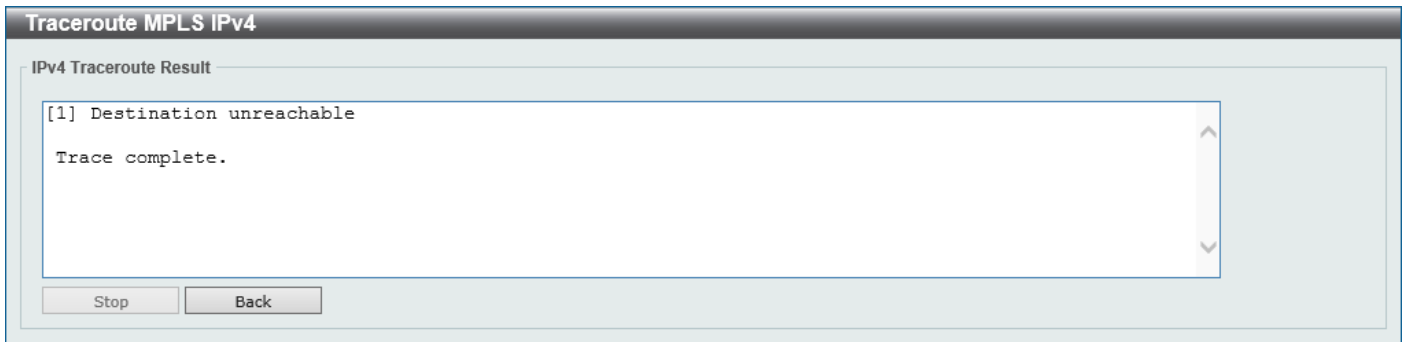 Traceroute MPLS IPv4
IPv4 Traceroute Result
[1] Destination unreachable
Trace complete.
Stop
Back